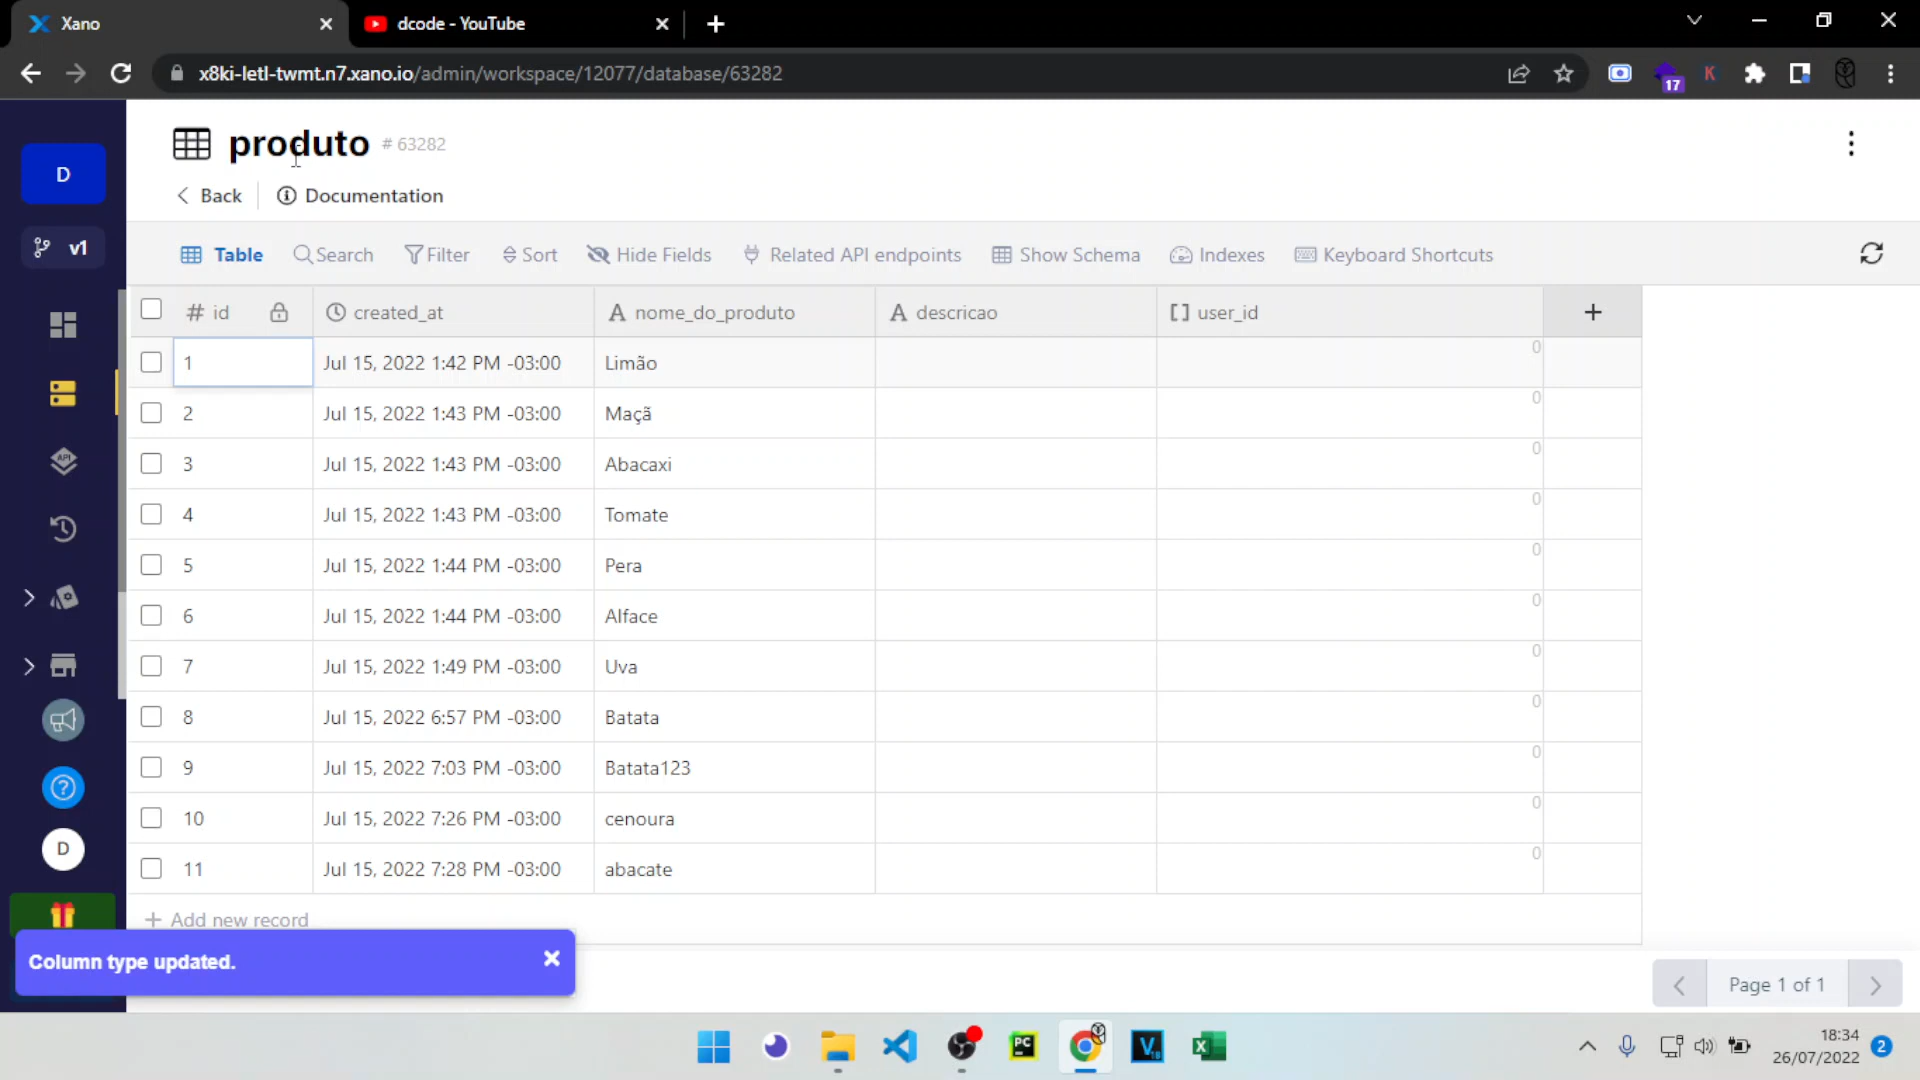 Xano
dcode - YouTube
x8ki-letl-twmt.n7.xano.io/admin/workspace/12077/database/63282
17
K
D
v1
produto # 63282
Back
Documentation
Table Search Filter Sort Hide Fields Related API endpoints Show Schema Indexes Keyboard Shortcuts
# id created_at A nome_do_produto A descricao [] user_id +
1 Jul 15, 2022 1:42 PM -03:00 Limão 0
2 Jul 15, 2022 1:43 PM -03:00 Maçã 0
3 Jul 15, 2022 1:43 PM -03:00 Abacaxi 0
4 Jul 15, 2022 1:43 PM -03:00 Tomate 0
5 Jul 15, 2022 1:44 PM -03:00 Pera 0
6 Jul 15, 2022 1:44 PM -03:00 Alface 0
7 Jul 15, 2022 1:49 PM -03:00 Uva 0
8 Jul 15, 2022 6:57 PM -03:00 Batata 0
9 Jul 15, 2022 7:03 PM -03:00 Batata123 0
10 Jul 15, 2022 7:26 PM -03:00 cenoura 0
11 Jul 15, 2022 7:28 PM -03:00 abacate 0
+ Add new record
API
?
D
Column type updated.
Page 1 of 1
PC
V
18
X
18:34
26/07/2022
2